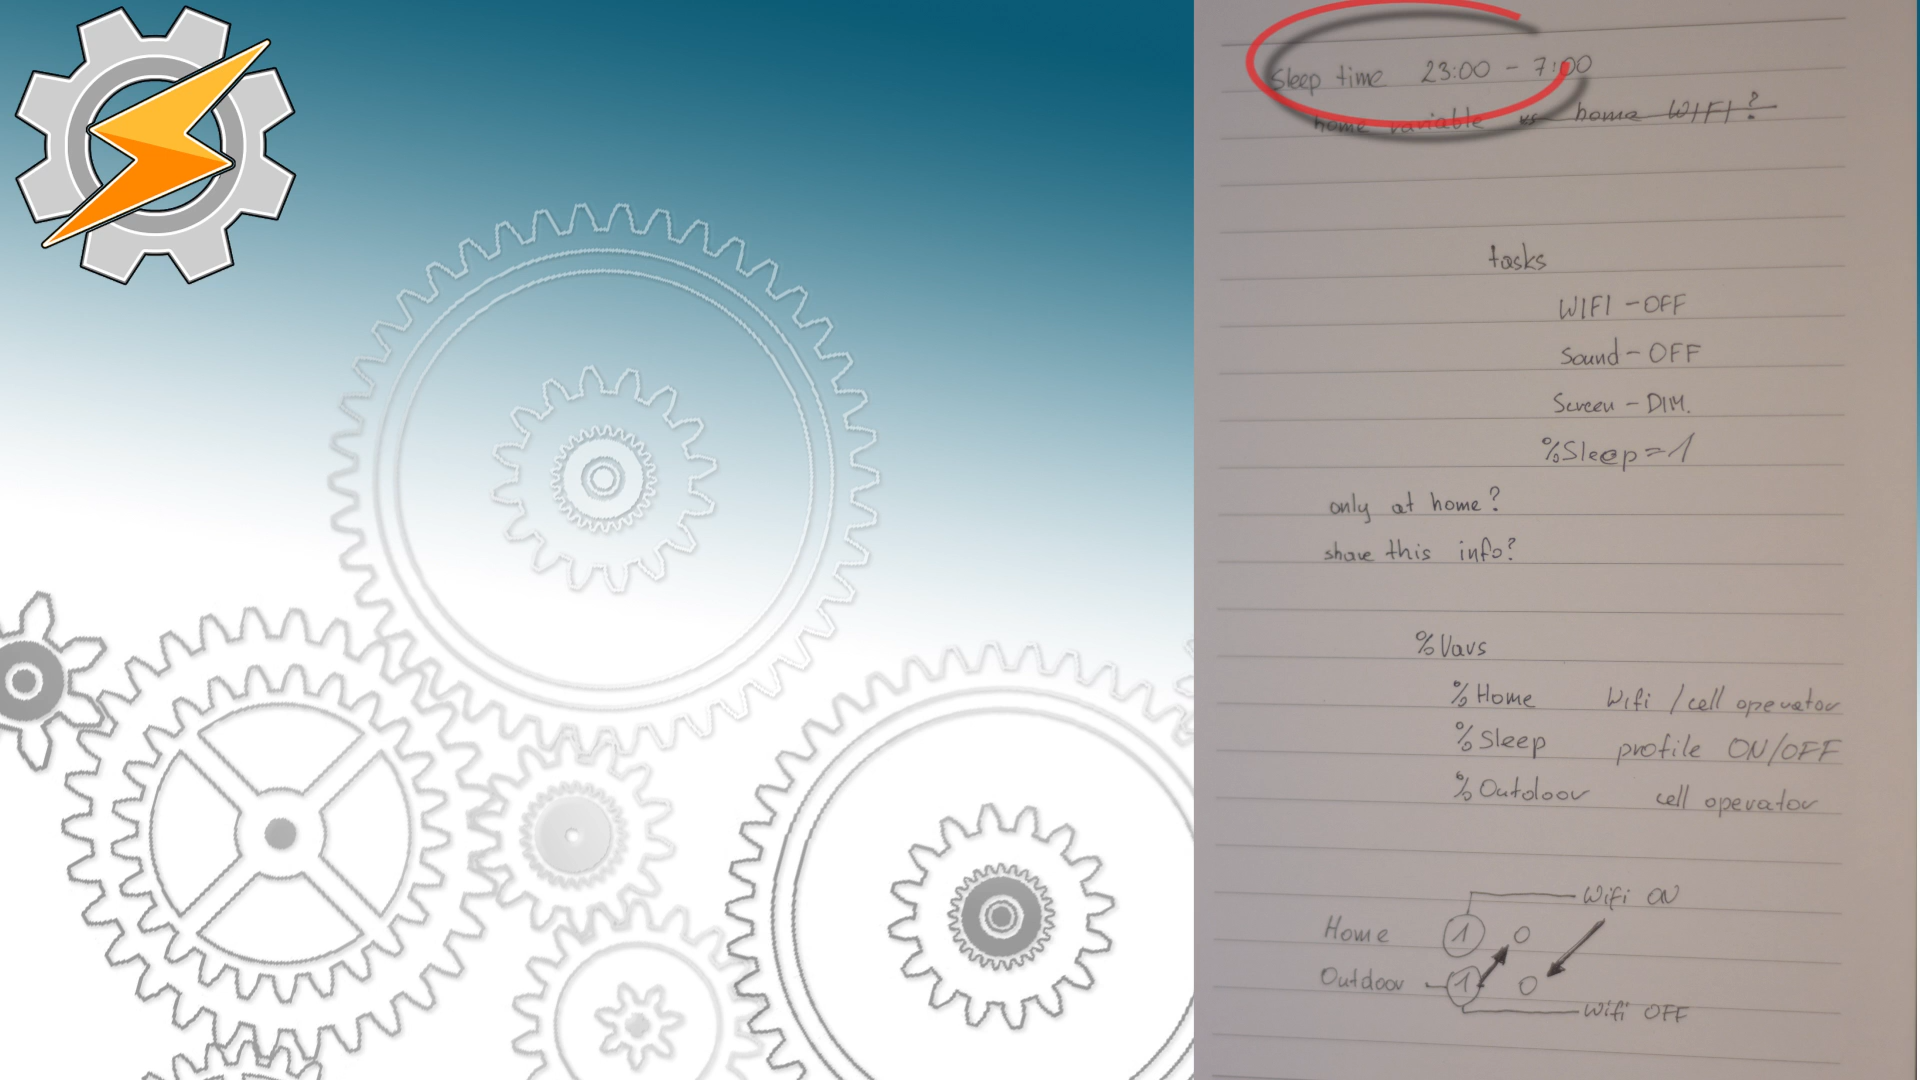 Sleep time 23:00 - 7:00
home variable vs home WIFI?
tasks
WIFI - OFF
Sound - OFF
Screen - DIM.
%Sleep = 1
only at home?
share this info?
%Vars
%Home Wifi / cell operator
%Sleep profile ON/OFF
%Outdoor cell operator
Wifi ON
Home 1 0
Outdoor 1 0
Wifi OFF